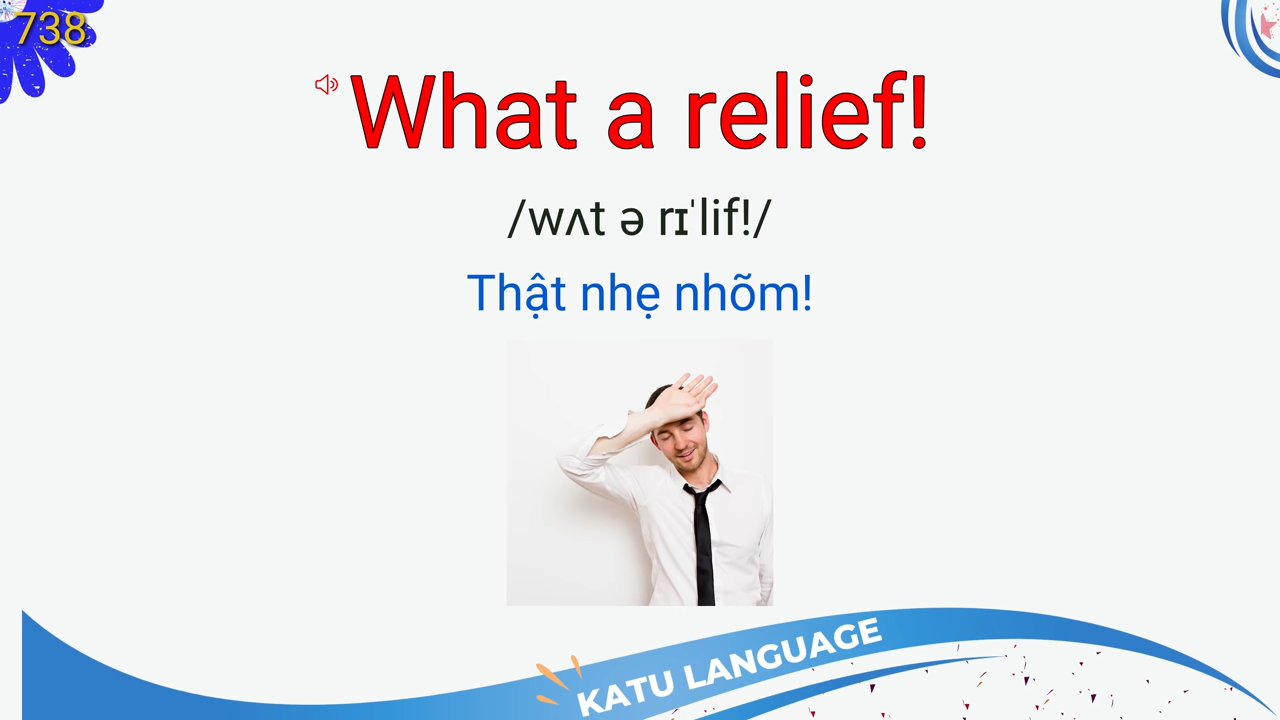 738
What a relief!
/wʌt ə rɪˈlif!/
Thật nhẹ nhõm!
KATU LANGUAGE